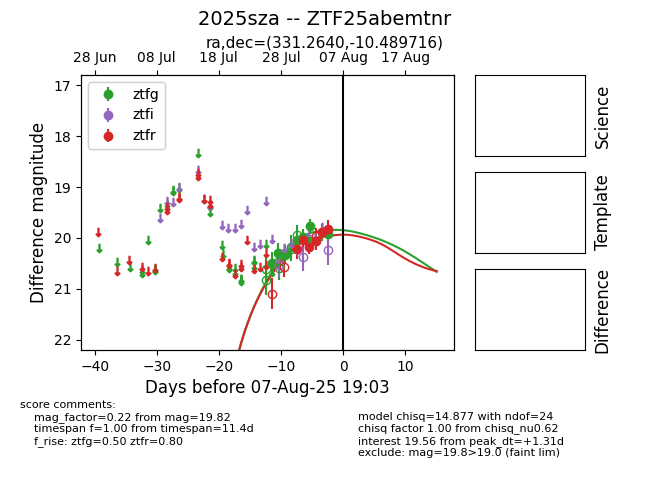 2025sza -- ZTF25abemtnr
ra,dec=(331.2640,-10.489716)
28 Jun 08 Jul 18 Jul 28 Jul 07 Aug 17 Aug
ztfg
ztfi
ztfr
17
18
19
20
21
22
Difference magnitude
−40 −30 −20 −10 0 10
Days before 07-Aug-25 19:03
Science
Template
Difference
score comments:
mag_factor=0.22 from mag=19.82
timespan f=1.00 from timespan=11.4d
f_rise: ztfg=0.50 ztfr=0.80
model chisq=14.877 with ndof=24
chisq factor 1.00 from chisq_nu0.62
interest 19.56 from peak_dt=+1.31d
exclude: mag=19.8>19.0 (faint lim)